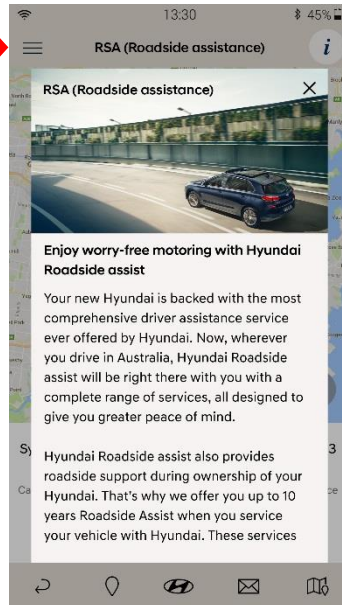 13:30
45%
RSA (Roadside assistance)
i
RSA (Roadside assistance)
Enjoy worry-free motoring with Hyundai
Roadside assist
Your new Hyundai is backed with the most
comprehensive driver assistance service
ever offered by Hyundai. Now, wherever
you drive in Australia, Hyundai Roadside
assist will be right there with you with a
complete range of services, all designed to
give you greater peace of mind.
Hyundai Roadside assist also provides
roadside support during ownership of your
Hyundai. That's why we offer you up to 10
years Roadside Assist when you service
your vehicle with Hyundai. These services